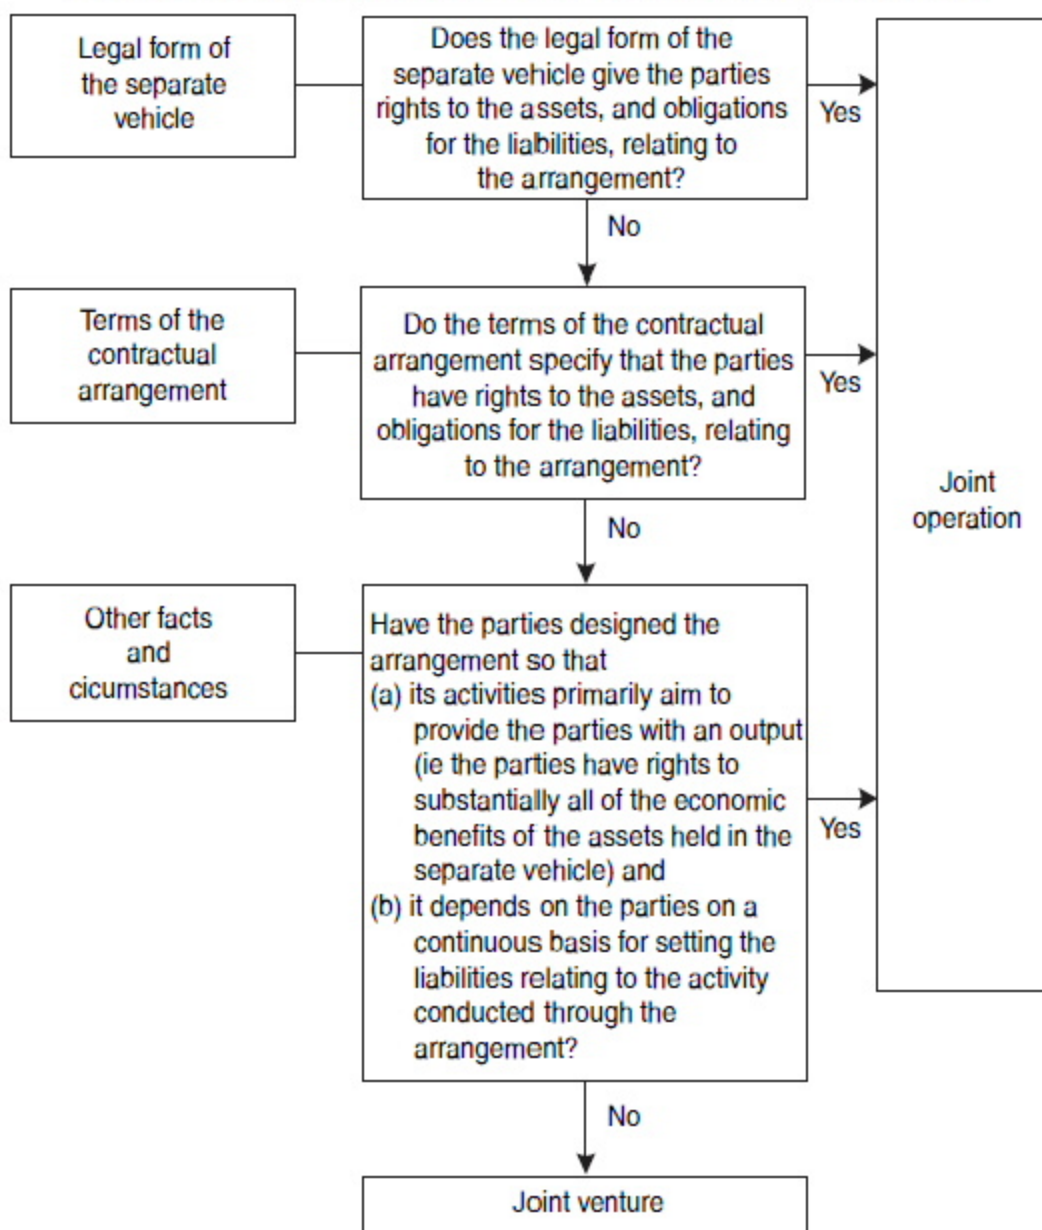 Legal form of
the separate
vehicle
Does the legal form of the
separate vehicle give the parties
rights to the assets, and obligations
for the liabilities, relating to
the arrangement?
Yes
No
Terms of the
contractual
arrangement
Do the terms of the contractual
arrangement specify that the parties
have rights to the assets, and
obligations for the liabilities, relating
to the arrangement?
Yes
Joint
operation
No
Other facts
and
cicumstances
Have the parties designed the
arrangement so that
(a) its activities primarily aim to
provide the parties with an output
(ie the parties have rights to
substantially all of the economic
benefits of the assets held in the
separate vehicle) and
(b) it depends on the parties on a
continuous basis for setting the
liabilities relating to the activity
conducted through the
arrangement?
Yes
No
Joint venture